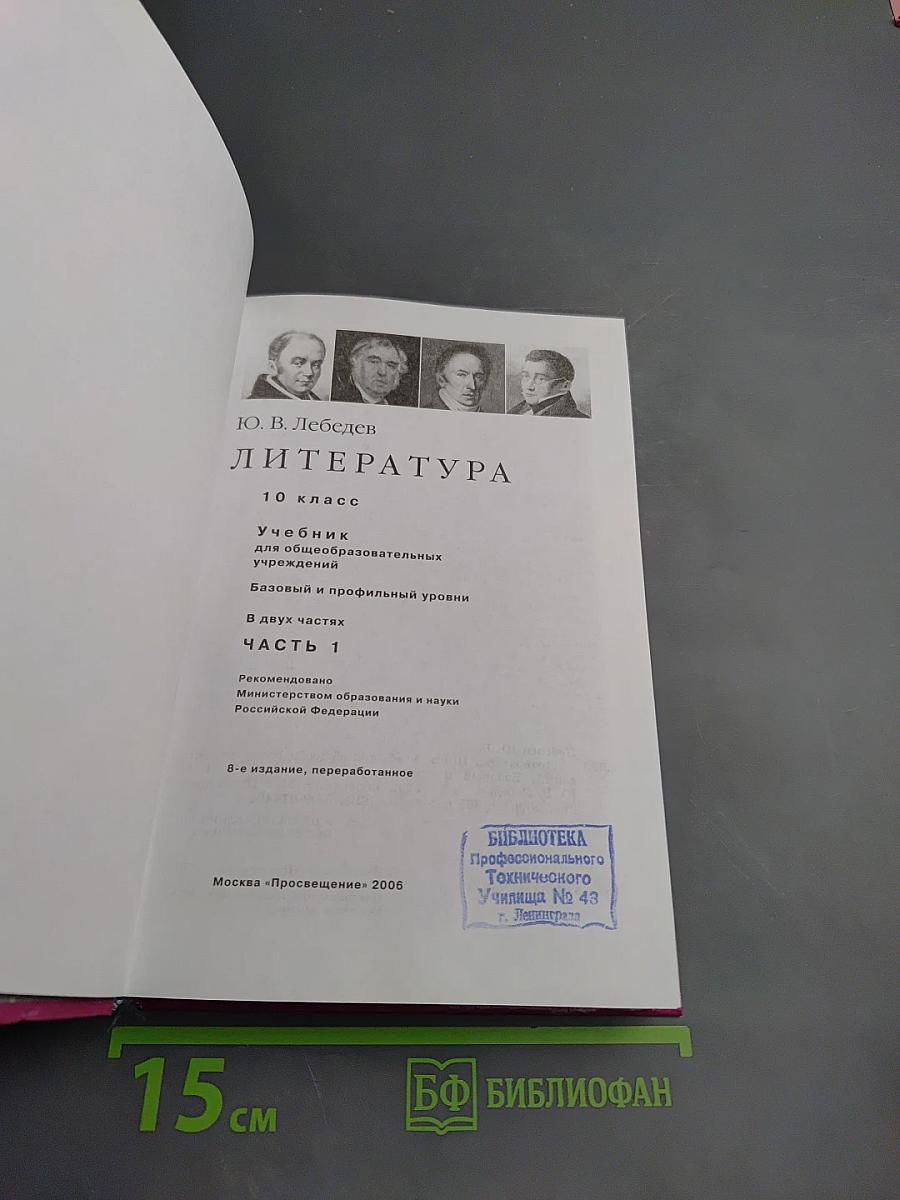 Ю. В. Лебедев
ЛИТЕРАТУРА
10 класс
Учебник
для общеобразовательных
учреждений
Базовый и профильный уровни
В двух частях
ЧАСТЬ 1
Рекомендовано
Министерством образования и науки
Российской Федерации
8-е издание, переработанное
БИБЛИОТЕКА
Профессионального
Технического
Училища № 43
г. Ленинграда
Москва «Просвещение» 2006
15 см
БФ БИБЛИОФАН